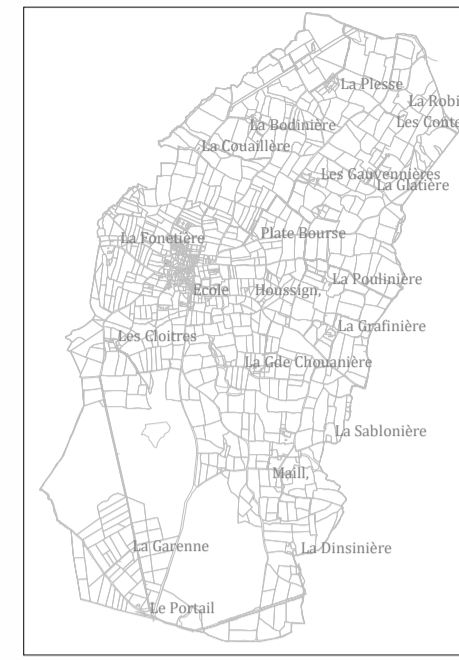 La Plesse
La Robi
Les Conte
La Bodinière
La Couaillère
Les Gauvennières
La Glatière
La Fonetière
Plate Bourse
La Poulinière
Ecole
Houssign,
La Grafinière
Les Cloitres
La Gde Chouanière
La Sablonière
Maill,
La Garenne
La Dinsinière
Le Portail